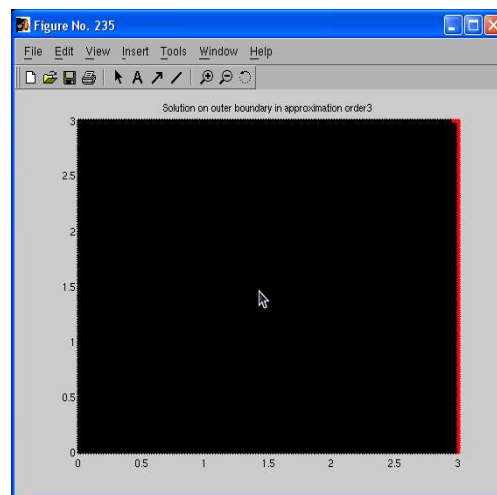 Figure No. 235
File Edit View Insert Tools Window Help
A
Solution on outer boundary in approximation order3
3
2.5
2
1.5
1
0.5
0
0 0.5 1 1.5 2 2.5 3